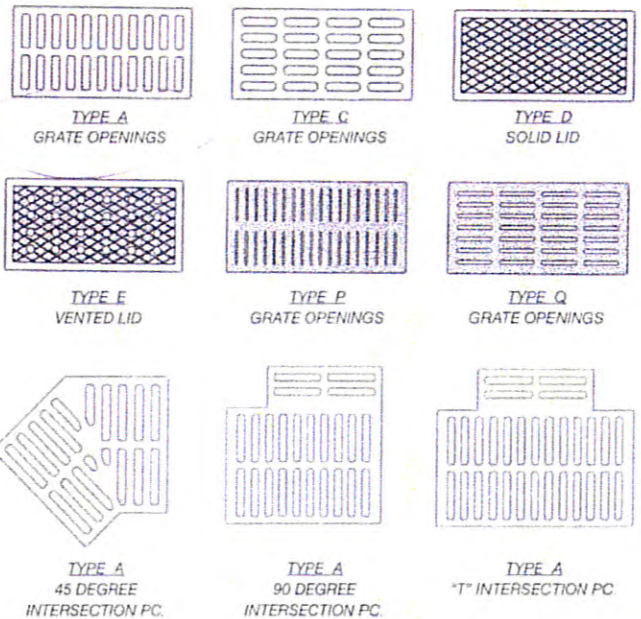 TYPE A
GRATE OPENINGS
TYPE C
GRATE OPENINGS
TYPE D
SOLID LID
TYPE E
VENTED LID
TYPE P
GRATE OPENINGS
TYPE Q
GRATE OPENINGS
TYPE A
45 DEGREE
INTERSECTION PC.
TYPE A
90 DEGREE
INTERSECTION PC.
TYPE A
"T" INTERSECTION PC.